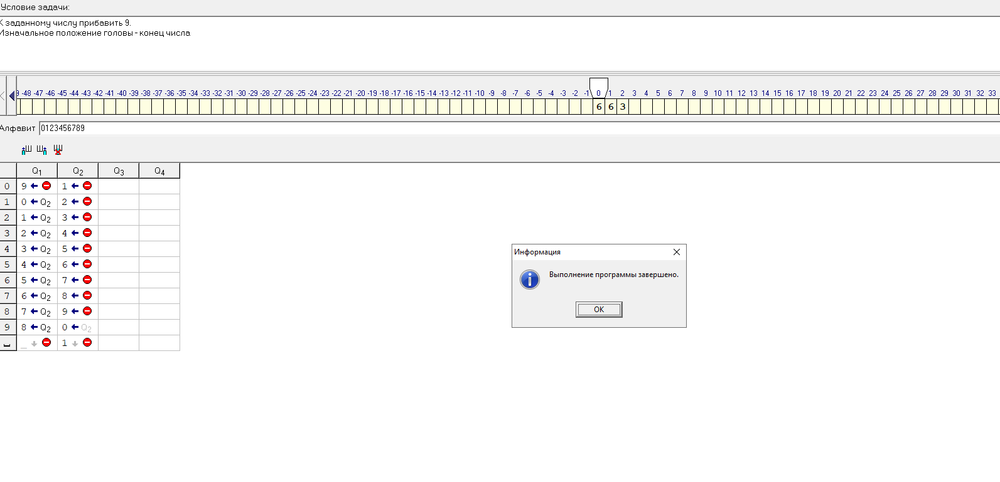 Условие задачи:
К заданному числу прибавить 9.
Изначальное положение головы - конец числа
9 -48 -47 -46 -45 -44 -43 -42 -41 -40 -39 -38 -37 -36 -35 -34 -33 -32 -31 -30 -29 -28 -27 -26 -25 -24 -23 -22 -21 -20 -19 -18 -17 -16 -15 -14 -13 -12 -11 -10 -9 -8 -7 -6 -5 -4 -3 -2 -1 0 1 2 3 4 5 6 7 8 9 10 11 12 13 14 15 16 17 18 19 20 21 22 23 24 25 26 27 28 29 30 31 32 33
6 6 3
Алфавит 0123456789
Q1 Q2 Q3 Q4
0 9 ← ⛔ 1 ← ⛔
1 0 ← Q2 2 ← ⛔
2 1 ← Q2 3 ← ⛔
3 2 ← Q2 4 ← ⛔
4 3 ← Q2 5 ← ⛔
5 4 ← Q2 6 ← ⛔
6 5 ← Q2 7 ← ⛔
7 6 ← Q2 8 ← ⛔
8 7 ← Q2 9 ← ⛔
9 8 ← Q2 0 ← Q2
␣ _ ↓ ⛔ 1 ↓ ⛔
Информация
Выполнение программы завершено.
OK